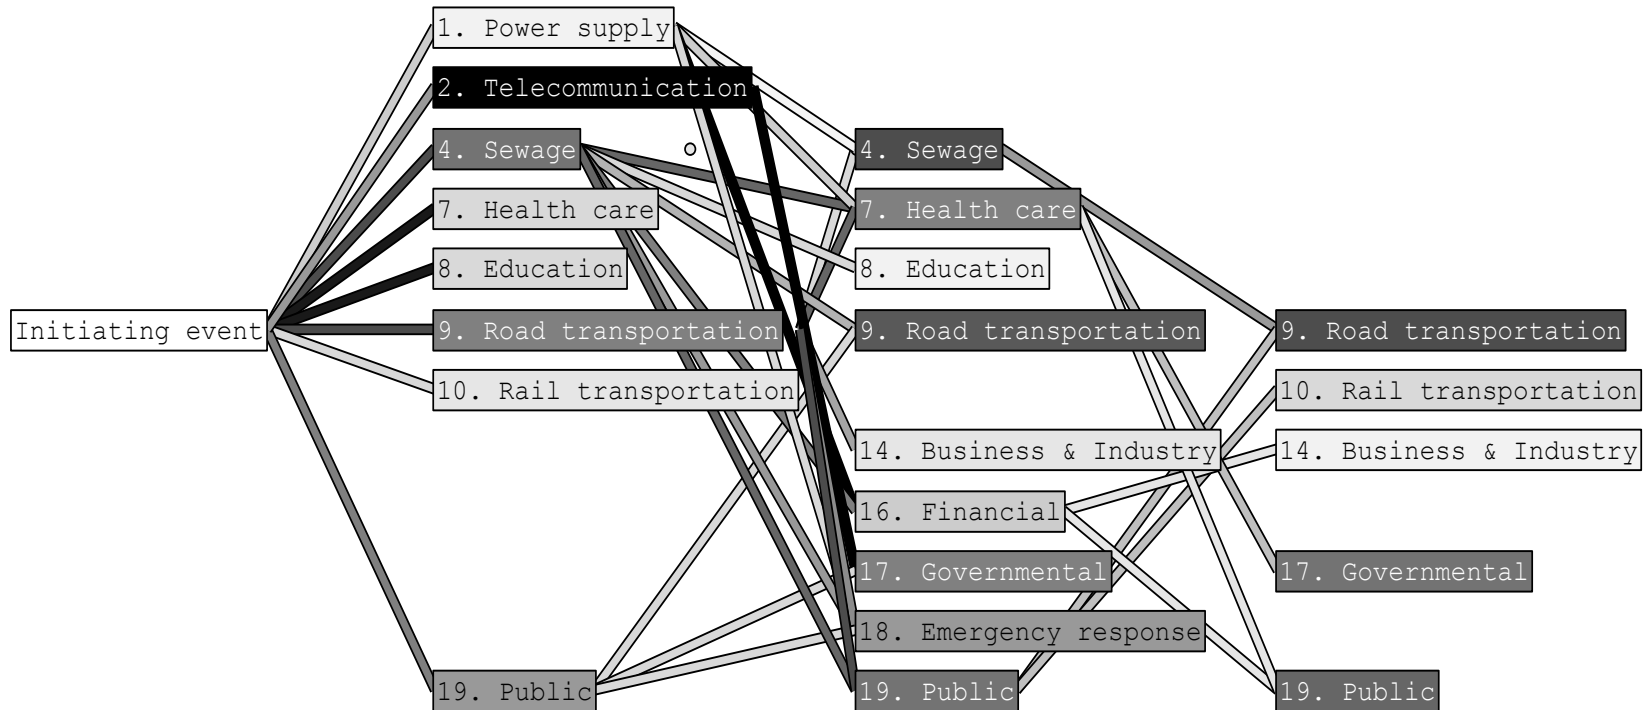 Initiating event
1. Power supply
2. Telecommunication
4. Sewage
7. Health care
8. Education
9. Road transportation
10. Rail transportation
19. Public
4. Sewage
7. Health care
8. Education
9. Road transportation
14. Business & Industry
16. Financial
17. Governmental
18. Emergency response
19. Public
9. Road transportation
10. Rail transportation
14. Business & Industry
17. Governmental
19. Public